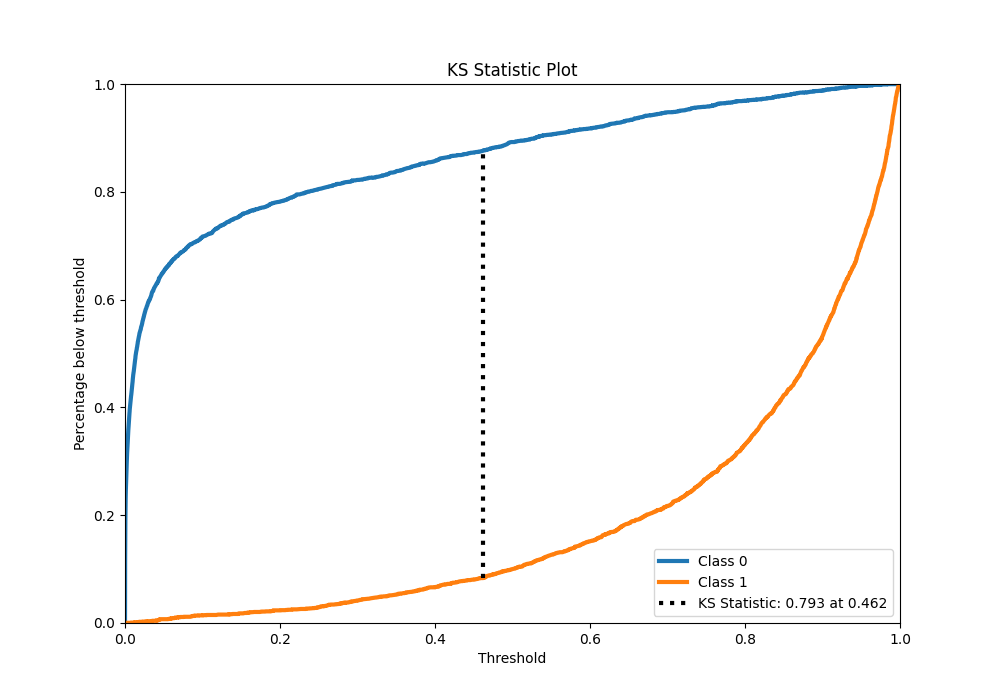 KS Statistic Plot
1.0
0.8
0.6
0.4
0.2
0.0
Percentage below threshold
0.0 0.2 0.4 0.6 0.8 1.0
Threshold
Class 0
Class 1
KS Statistic: 0.793 at 0.462